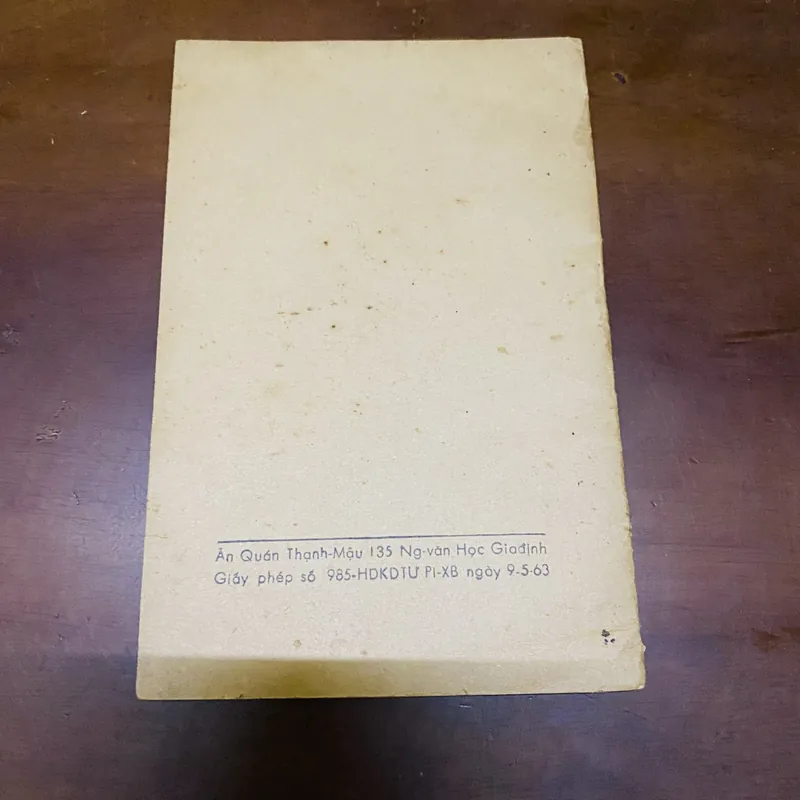 Ấn Quán Thạnh-Mậu 135 Ng-văn Học Giađịnh
Giấy phép số 985-HDKDTƯ PI-XB ngày 9-5-63